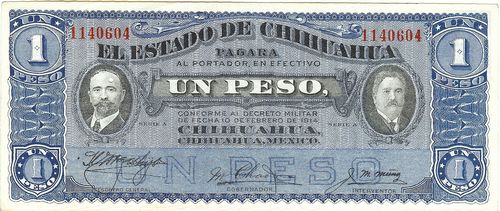 UN
1
PESO
UN
1
PESO
1140604
1140604
EL ESTADO DE CHIHUAHUA
PAGARA
AL PORTADOR, EN EFECTIVO
UN PESO,
CONFORME AL DECRETO MILITAR
SERIE A
DE FECHA 10 DE FEBRERO DE 1914
SERIE A
CHIHUAHUA,
CHIHUAHUA, MEXICO.
UN
1
PESO
UN PESO
UN
1
PESO
TESORERO GENERAL
GOBERNADOR
INTERVENTOR